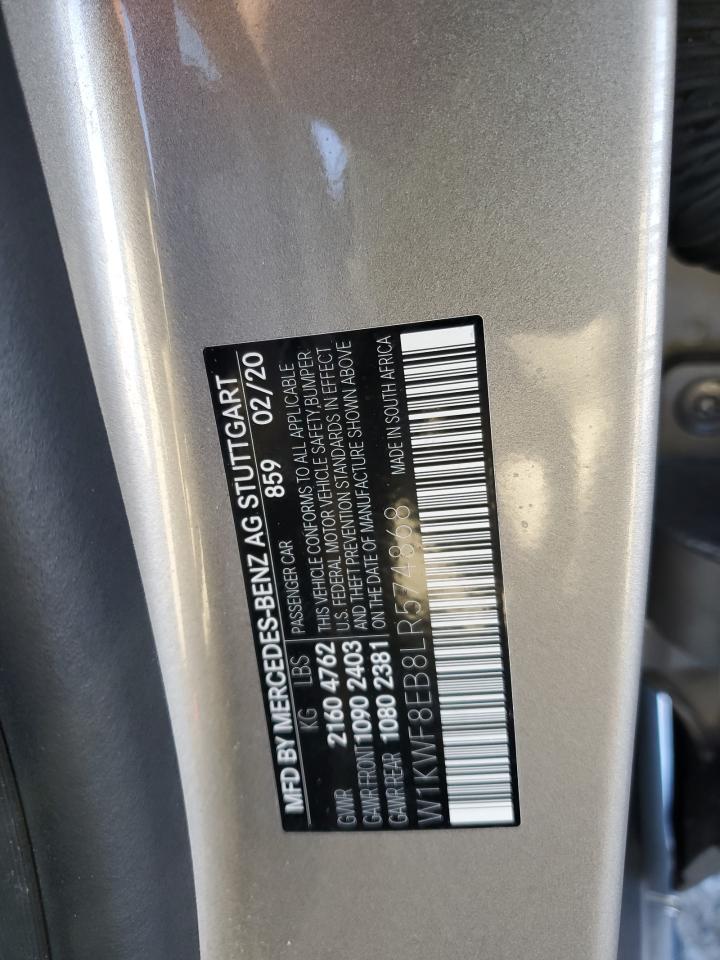 MFD BY MERCEDES-BENZ AG STUTTGART
KG LBS PASSENGER CAR 859 02/20
GVWR 2160 4762 THIS VEHICLE CONFORMS TO ALL APPLICABLE
U.S. FEDERAL MOTOR VEHICLE SAFETY,BUMPER,
GAWR FRONT 1090 2403 AND THEFT PREVENTION STANDARDS IN EFFECT
GAWR REAR 1080 2381 ON THE DATE OF MANUFACTURE SHOWN ABOVE
W1KWF8EB8LR574868 MADE IN SOUTH AFRICA